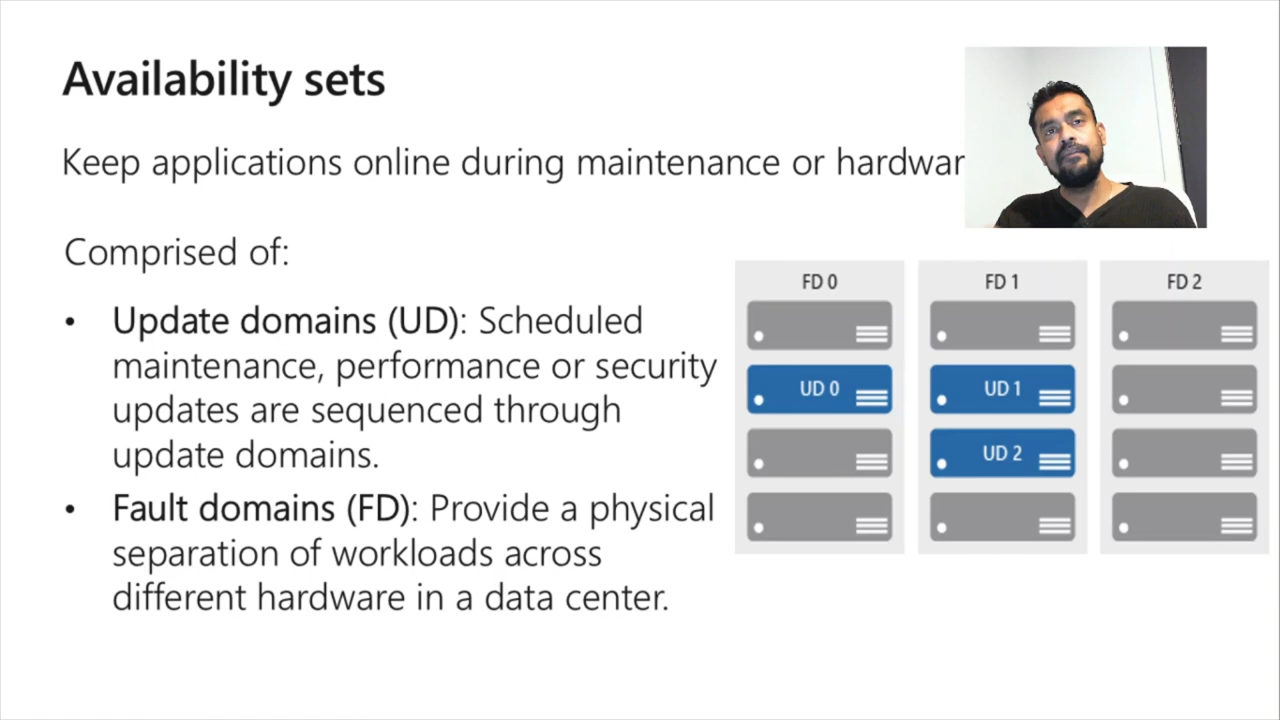 Availability sets
Keep applications online during maintenance or
Comprised of:
• Update domains (UD): Scheduled
maintenance, performance or security
updates are sequenced through
update domains.
• Fault domains (FD): Provide a physical
separation of workloads across
different hardware in a data center.
FD 0
FD 1
FD 2
UD 0
UD 1
UD 2